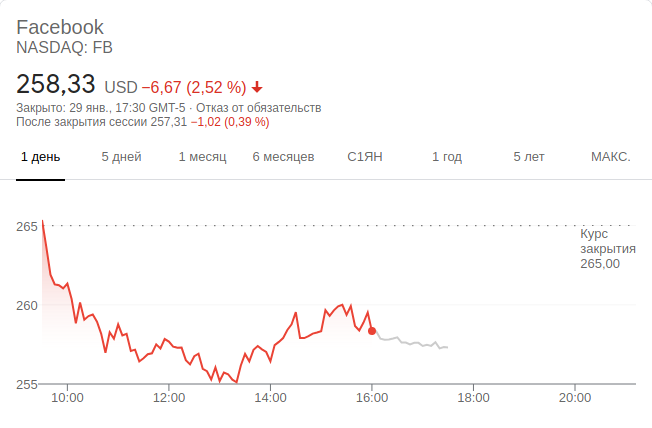 Facebook
NASDAQ: FB
258,33 USD −6,67 (2,52 %)
Закрыто: 29 янв., 17:30 GMT-5 · Отказ от обязательств
После закрытия сессии 257,31 −1,02 (0,39 %)
1 день 5 дней 1 месяц 6 месяцев С1ЯН 1 год 5 лет МАКС.
265
Курс
закрытия
265,00
260
255
10:00 12:00 14:00 16:00 18:00 20:00